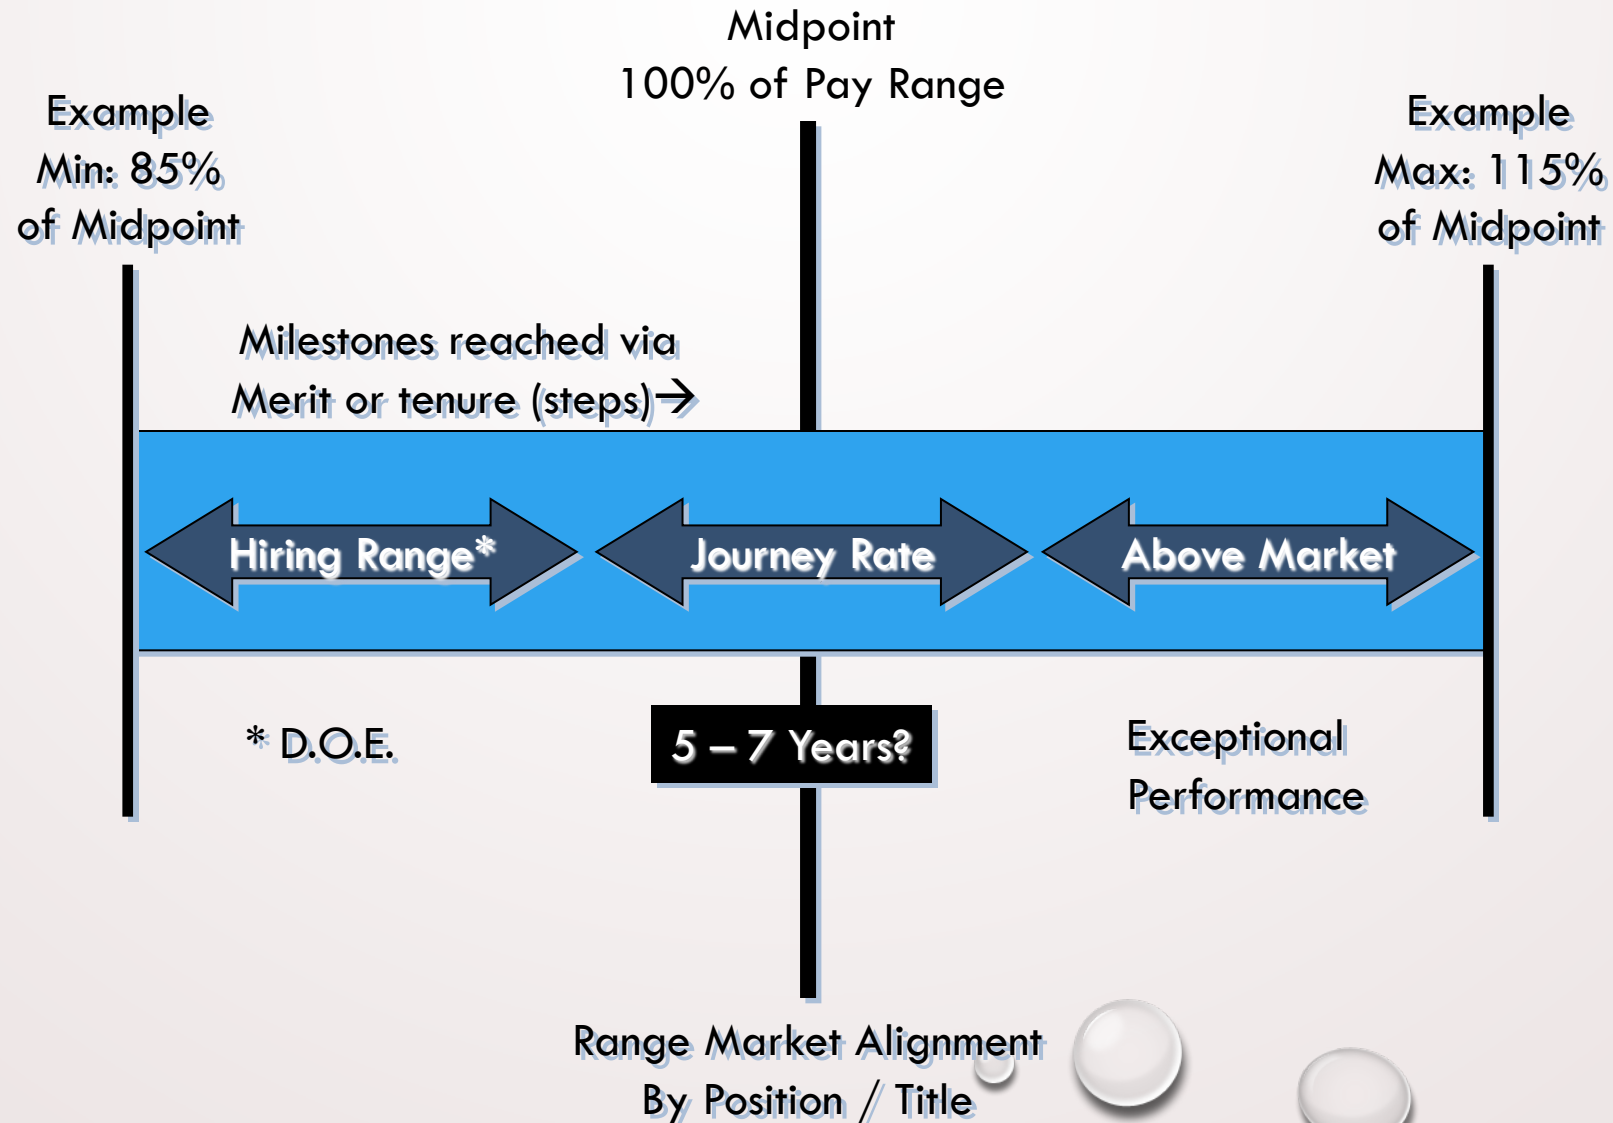 Midpoint
100% of Pay Range
Example
Min: 85%
of Midpoint
Example
Max: 115%
of Midpoint
Milestones reached via
Merit or tenure (steps)→
Hiring Range*
Journey Rate
Above Market
* D.O.E.
5 – 7 Years?
Exceptional
Performance
Range Market Alignment
By Position / Title